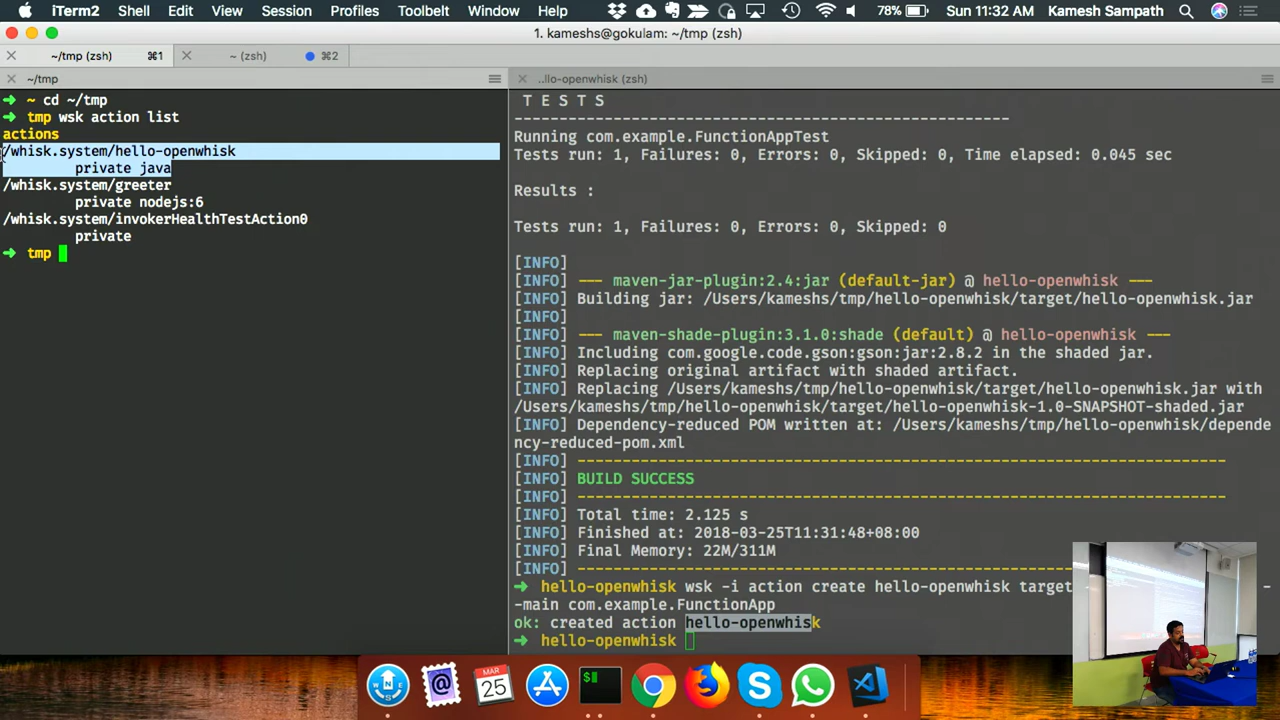 iTerm2 Shell Edit View Session Profiles Toolbelt Window Help 78% Sun 11:32 AM Kamesh Sampath
1. kameshs@gokulam: ~/tmp (zsh)
~/tmp (zsh) ⌘1 ~ (zsh) ⌘2
~/tmp
➜ ~ cd ~/tmp
➜ tmp wsk action list
actions
/whisk.system/hello-openwhisk
private java
/whisk.system/greeter
private nodejs:6
/whisk.system/invokerHealthTestAction0
private
➜ tmp
..llo-openwhisk (zsh)
T E S T S
-------------------------------------------------------
Running com.example.FunctionAppTest
Tests run: 1, Failures: 0, Errors: 0, Skipped: 0, Time elapsed: 0.045 sec
Results :
Tests run: 1, Failures: 0, Errors: 0, Skipped: 0
[INFO]
[INFO] --- maven-jar-plugin:2.4:jar (default-jar) @ hello-openwhisk ---
[INFO] Building jar: /Users/kameshs/tmp/hello-openwhisk/target/hello-openwhisk.jar
[INFO]
[INFO] --- maven-shade-plugin:3.1.0:shade (default) @ hello-openwhisk ---
[INFO] Including com.google.code.gson:gson:jar:2.8.2 in the shaded jar.
[INFO] Replacing original artifact with shaded artifact.
[INFO] Replacing /Users/kameshs/tmp/hello-openwhisk/target/hello-openwhisk.jar with
/Users/kameshs/tmp/hello-openwhisk/target/hello-openwhisk-1.0-SNAPSHOT-shaded.jar
[INFO] Dependency-reduced POM written at: /Users/kameshs/tmp/hello-openwhisk/depende
ncy-reduced-pom.xml
[INFO] ------------------------------------------------------------------------
[INFO] BUILD SUCCESS
[INFO] ------------------------------------------------------------------------
[INFO] Total time: 2.125 s
[INFO] Finished at: 2018-03-25T11:31:48+08:00
[INFO] Final Memory: 22M/311M
[INFO] ------------------------------------------------------------------------
➜ hello-openwhisk wsk -i action create hello-openwhisk target -
-main com.example.FunctionApp
ok: created action hello-openwhisk
➜ hello-openwhisk
MAR
25